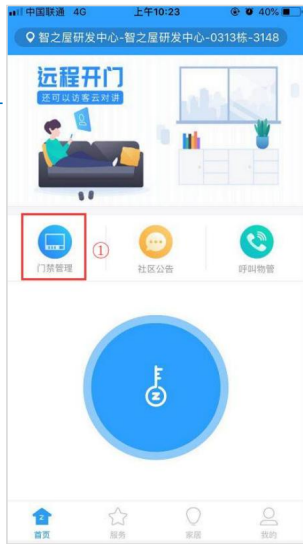 中国联通 4G 上午10:23 40%
智之屋研发中心-智之屋研发中心-0313栋-3148
远程开门
还可以访客云对讲
门禁管理 ① 社区公告 呼叫物管
Z
Z
首页 服务 家居 我的